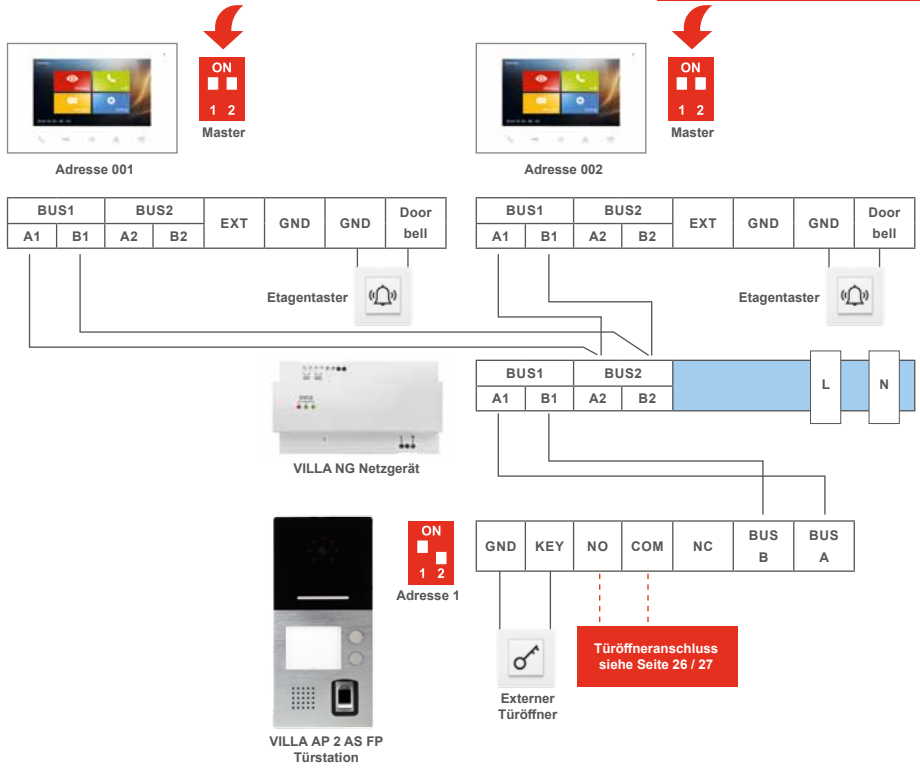 ON
1 2
Master
Adresse 001
ON
1 2
Master
Adresse 002
BUS1 BUS2 EXT GND GND Door bell
A1 B1 A2 B2
Etagentaster
BUS1 BUS2 EXT GND GND Door bell
A1 B1 A2 B2
Etagentaster
BUS1 BUS2 L N
A1 B1 A2 B2
VILLA NG Netzgerät
ON
1 2
Adresse 1
GND KEY NO COM NC BUS B BUS A
Türöffneranschluss
siehe Seite 26 / 27
Externer
Türöffner
VILLA AP 2 AS FP
Türstation